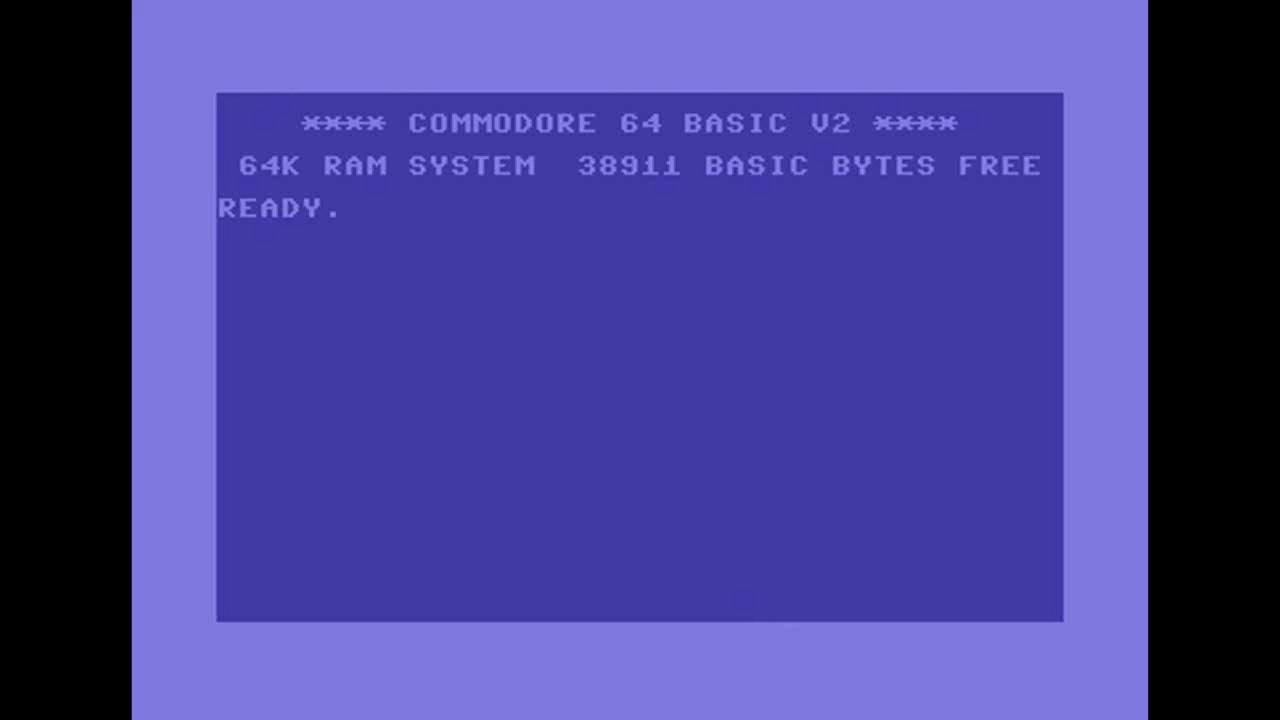 **** COMMODORE 64 BASIC V2 ****
64K RAM SYSTEM  38911 BASIC BYTES FREE
READY.